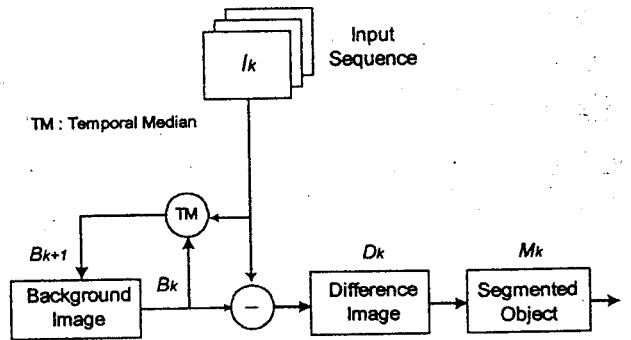 Input
Sequence
Ik
TM : Temporal Median
TM
Bk+1
Bk
Dk
Mk
Background
Image
−
Difference
Image
Segmented
Object